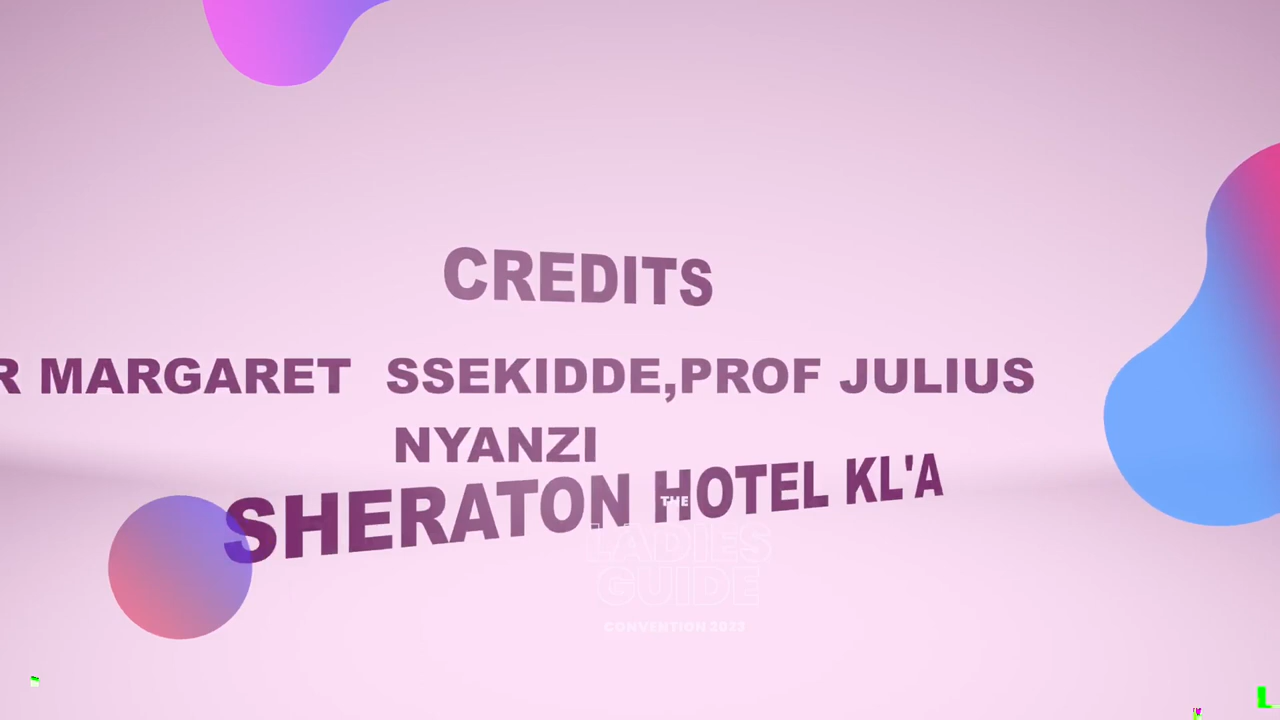 CREDITS
R MARGARET SSEKIDDE,PROF JULIUS
NYANZI
SHERATON HOTEL KL'A
THE
LADIES
GUIDE
CONVENTION 2023
L